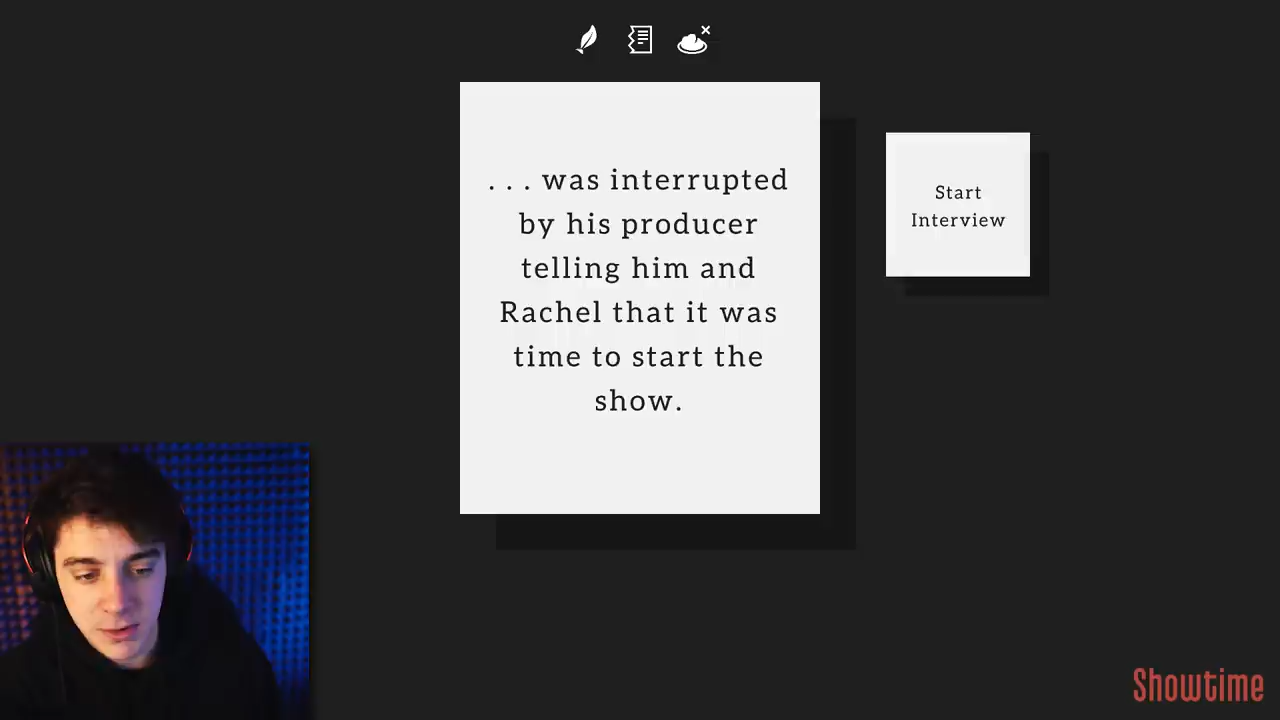 . . . was interrupted
by his producer
telling him and
Rachel that it was
time to start the
show.
Start
Interview
Showtime